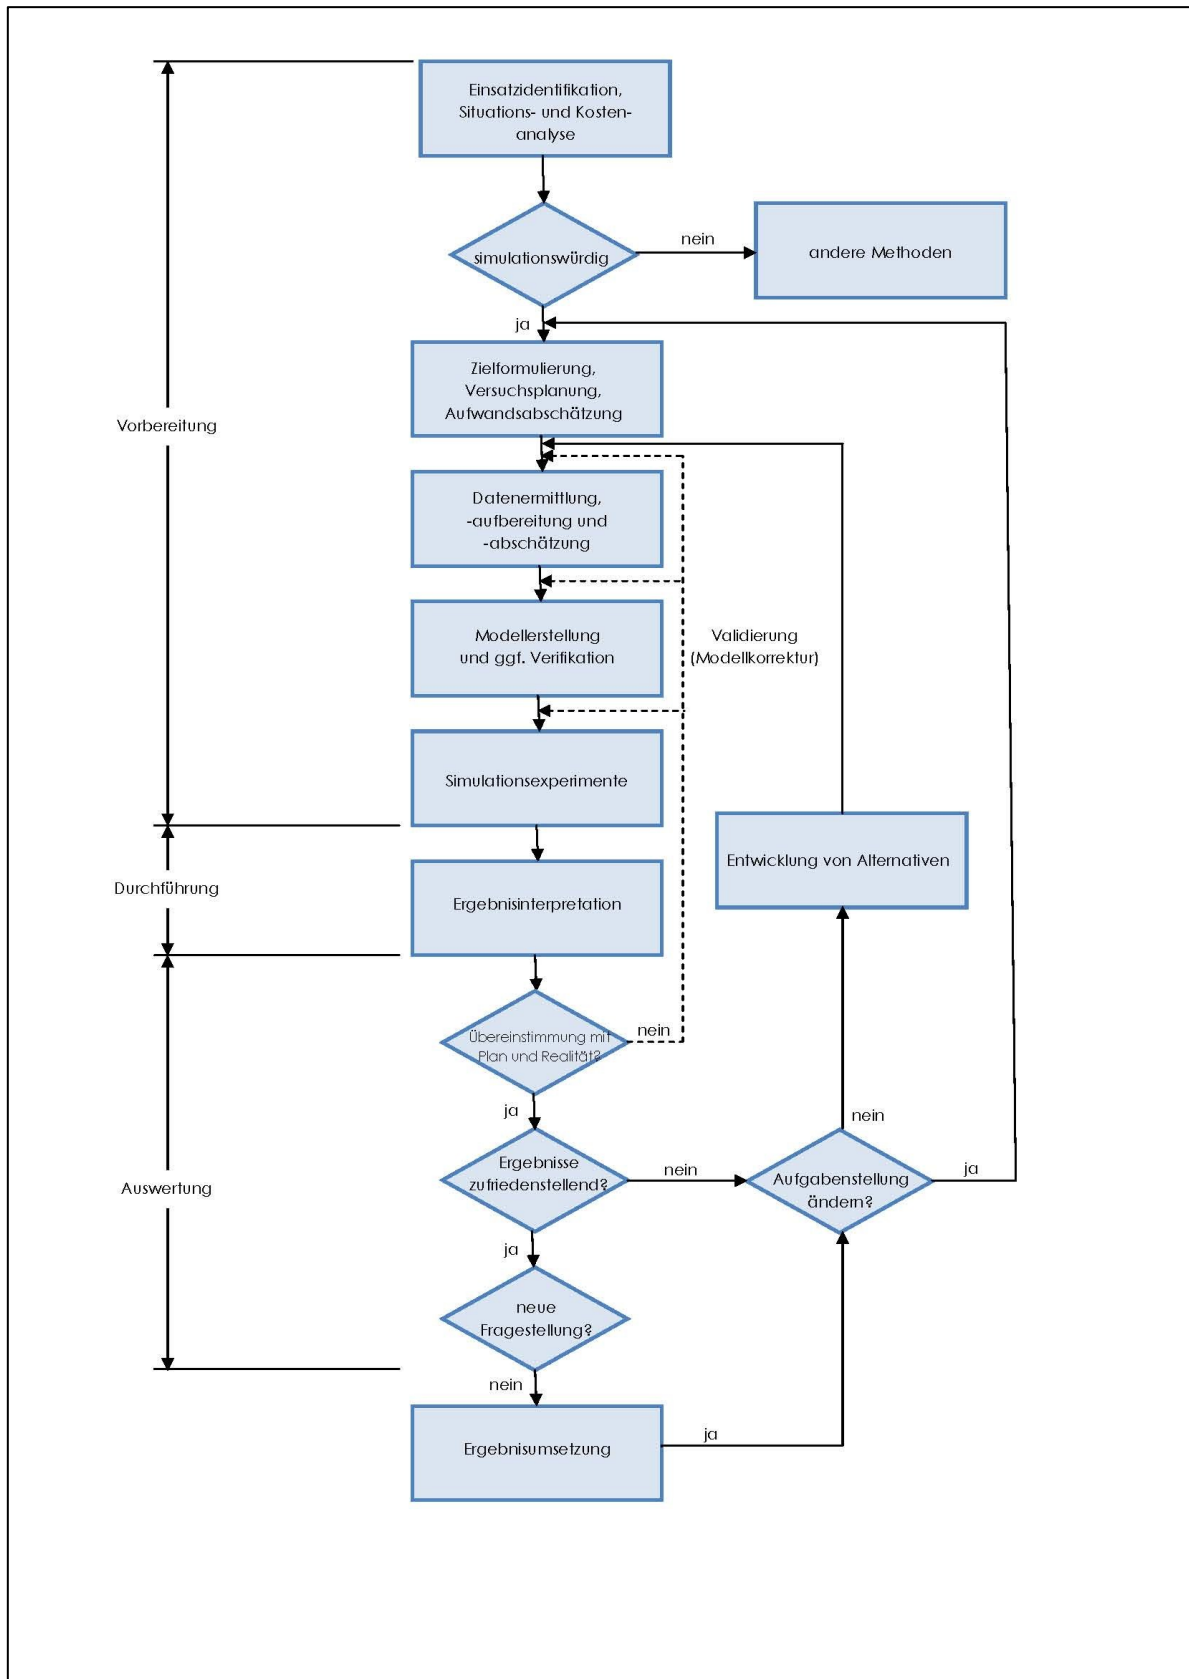 Einsatzidentifikation,
Situations- und Kosten-
analyse
simulationswürdig
nein
andere Methoden
ja
Zielformulierung,
Versuchsplanung,
Aufwandsabschätzung
Vorbereitung
Datenermittlung,
-aufbereitung und
-abschätzung
Modellerstellung
und ggf. Verifikation
Validierung
(Modellkorrektur)
Simulationsexperimente
Entwicklung von Alternativen
Durchführung
Ergebnisinterpretation
Übereinstimmung mit
Plan und Realität?
nein
ja
nein
Ergebnisse
zufriedenstellend?
nein
Aufgabenstellung
ändern?
ja
Auswertung
ja
neue
Fragestellung?
nein
Ergebnisumsetzung
ja